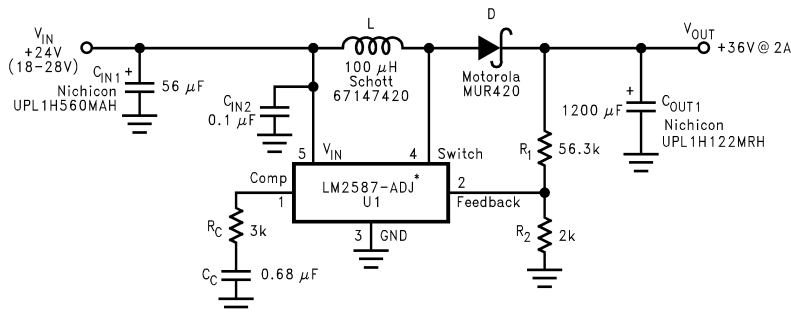 VIN
+24V
(18-28V)
CIN1
+
56 μF
Nichicon
UPL1H560MAH
CIN2
0.1 μF
L
100 μH
Schott
67147420
D
Motorola
MUR420
VOUT
+36V@ 2A
+
1200 μF
COUT1
Nichicon
UPL1H122MRH
R1
56.3k
5
VIN
4
Switch
Comp
1
LM2587-ADJ*
U1
2
Feedback
3
GND
RC
3k
R2
2k
CC
0.68 μF